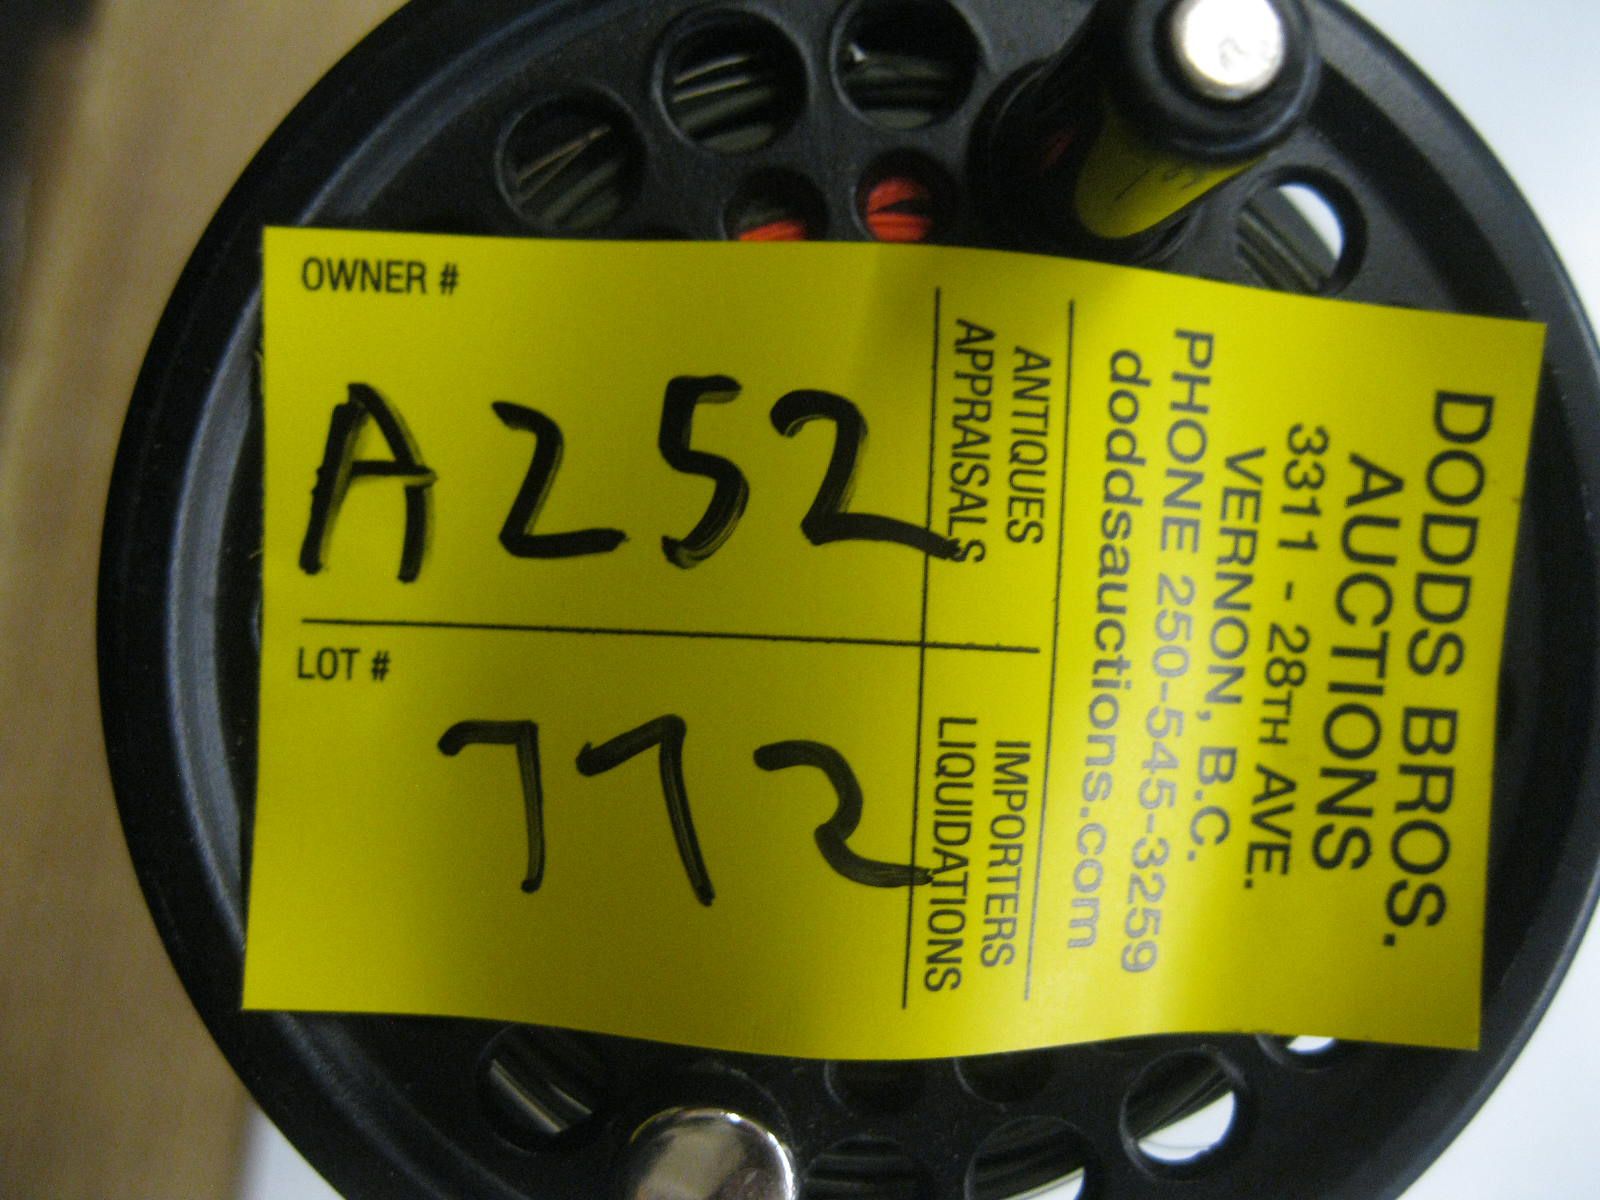 DODDS BROS.
AUCTIONS
3311 - 28TH AVE.
VERNON, B.C.
PHONE 250-545-3259
doddsauctions.com
ANTIQUES
APPRAISALS
IMPORTERS
LIQUIDATIONS
OWNER #
A252
LOT #
772